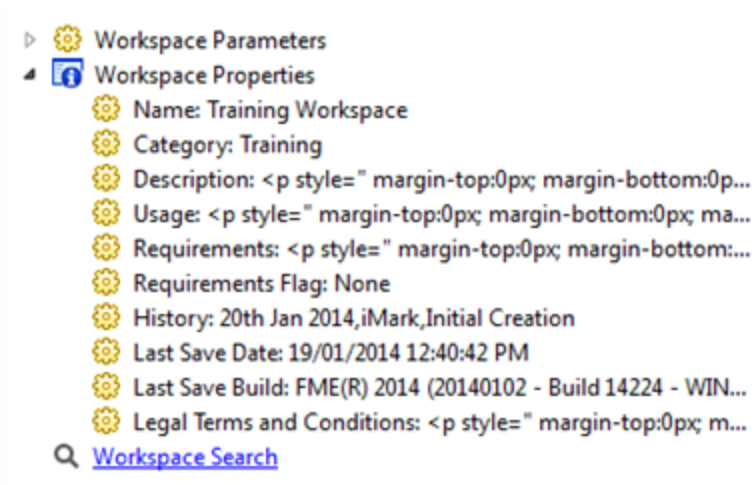 Workspace Parameters
Workspace Properties
Name: Training Workspace
Category: Training
Description: <p style=" margin-top:0px; margin-bottom:0p...
Usage: <p style=" margin-top:0px; margin-bottom:0px; ma...
Requirements: <p style=" margin-top:0px; margin-bottom:...
Requirements Flag: None
History: 20th Jan 2014,iMark,Initial Creation
Last Save Date: 19/01/2014 12:40:42 PM
Last Save Build: FME(R) 2014 (20140102 - Build 14224 - WIN...
Legal Terms and Conditions: <p style=" margin-top:0px; m...
Workspace Search